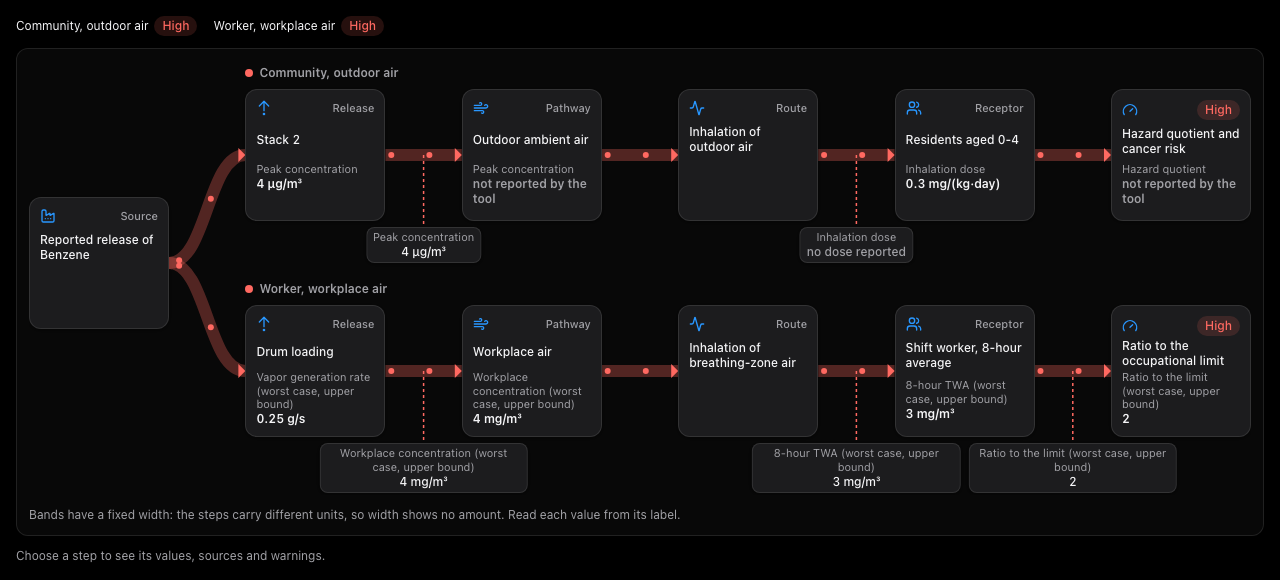 Community, outdoor air High Worker, workplace air High
Community, outdoor air
Release
Stack 2
Peak concentration
4 µg/m³
Pathway
Outdoor ambient air
Peak concentration
not reported by the
tool
Route
Inhalation of
outdoor air
Receptor
Residents aged 0-4
Inhalation dose
0.3 mg/(kg·day)
High
Hazard quotient and
cancer risk
Hazard quotient
not reported by the
tool
Peak concentration
4 µg/m³
Inhalation dose
no dose reported
Source
Reported release of
Benzene
Worker, workplace air
Release
Drum loading
Vapor generation rate
(worst case, upper
bound)
0.25 g/s
Pathway
Workplace air
Workplace
concentration (worst
case, upper bound)
4 mg/m³
Route
Inhalation of
breathing-zone air
Receptor
Shift worker, 8-hour
average
8-hour TWA (worst
case, upper bound)
3 mg/m³
High
Ratio to the
occupational limit
Ratio to the limit
(worst case, upper
bound)
2
Workplace concentration (worst
case, upper bound)
4 mg/m³
8-hour TWA (worst case, upper
bound)
3 mg/m³
Ratio to the limit (worst case, upper
bound)
2
Bands have a fixed width: the steps carry different units, so width shows no amount. Read each value from its label.
Choose a step to see its values, sources and warnings.